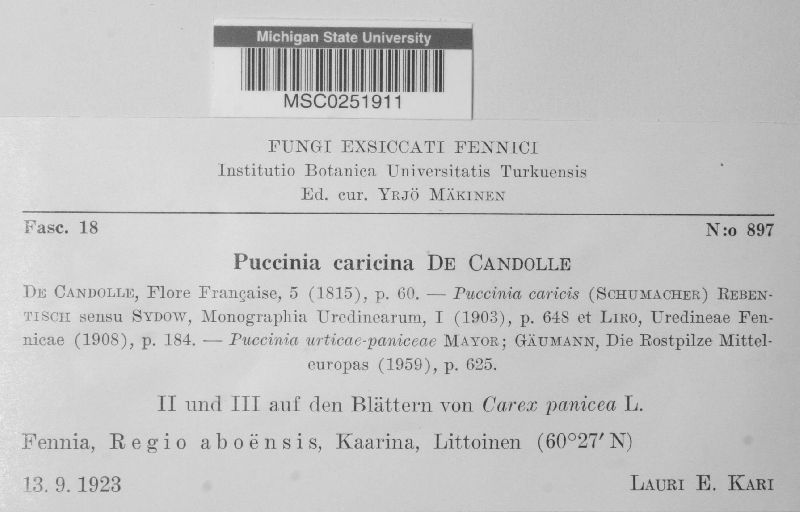 Michigan State University
MSC0251911
FUNGI EXSICCATI FENNICI
Institutio Botanica Universitatis Turkuensis
Ed. cur. YRJÖ MÄKINEN
Fasc. 18
N:o 897
Puccinia caricina DE CANDOLLE
DE CANDOLLE, Flore Française, 5 (1815), p. 60. — Puccinia caricis (SCHUMACHER) REBEN-
TISCH sensu SYDOW, Monographia Uredinearum, I (1903), p. 648 et LIRO, Uredineae Fen-
nicae (1908), p. 184. — Puccinia urticae-paniceae MAYOR; GÄUMANN, Die Rostpilze Mittel-
europas (1959), p. 625.
II und III auf den Blättern von Carex panicea L.
Fennia, Regio aboënsis, Kaarina, Littoinen (60°27′ N)
13. 9. 1923
LAURI E. KARI